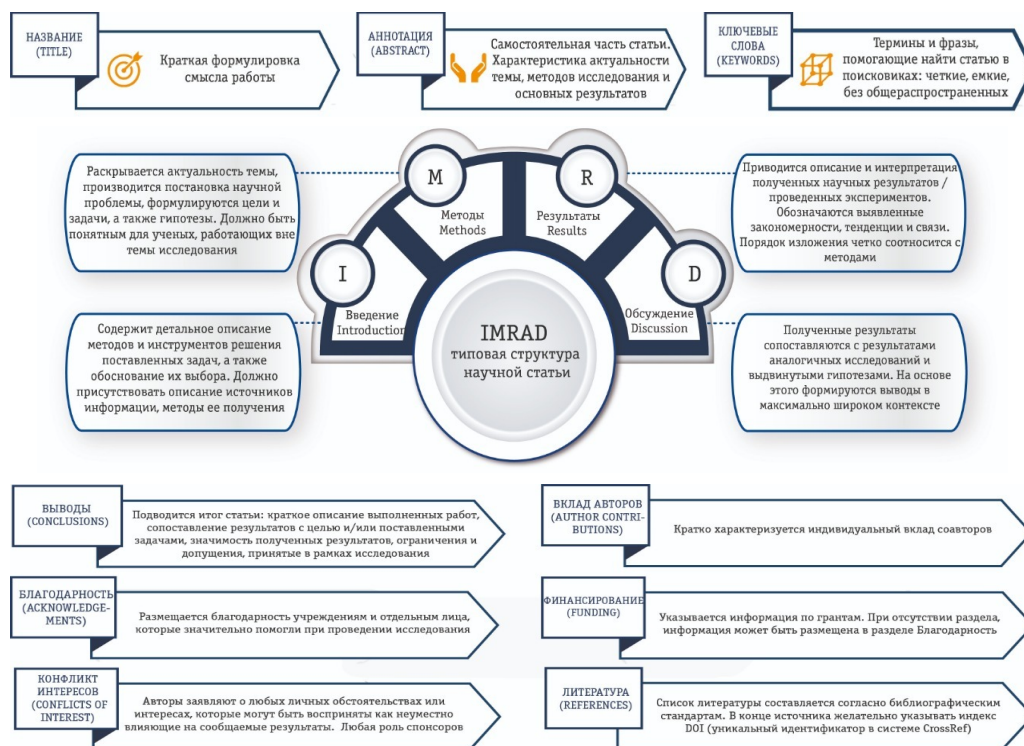 НАЗВАНИЕ
(TITLE)
Краткая формулировка
смысла работы
АННОТАЦИЯ
(ABSTRACT)
Самостоятельная часть статьи.
Характеристика актуальности
темы, методов исследования и
основных результатов
КЛЮЧЕВЫЕ
СЛОВА
(KEYWORDS)
Термины и фразы,
помогающие найти статью в
поисковиках: четкие, емкие,
без общераспространенных
Раскрывает актуальность темы,
производится постановка научной
проблемы, формулируются цели и
задачи, а также гипотезы. Должно быть
понятным для ученых, работающих вне
темы исследования
Содержит детальное описание
методов и инструментов решения
поставленных задач, а также
обоснование их выбора. Должно
присутствовать описание источников
информации, методы ее получения
I
Введение
Introduction
M
Методы
Methods
R
Результаты
Results
D
Обсуждение
Discussion
IMRAD
типовая структура
научной статьи
Приводится описание и интерпретация
полученных научных результатов /
проведенных экспериментов.
Обозначаются выявленные
закономерности, тенденции и связи.
Порядок изложения четко соотносится с
методами
Полученные результаты
сопоставляются с результатами
аналогичных исследований и
выдвинутыми гипотезами. На основе
этого формируются выводы в
максимально широком контексте
ВЫВОДЫ
(CONCLUSIONS)
Подводится итог статьи: краткое описание выполненных работ,
сопоставление результатов с целью и/или поставленными
задачами, значимость полученных результатов, ограничения и
допущения, принятые в рамках исследования
ВКЛАД АВТОРОВ
(AUTHOR CONTRI-
BUTIONS)
Кратко характеризуется индивидуальный вклад соавторов
БЛАГОДАРНОСТЬ
(ACKNOWLEDGE-
MENTS)
Размещается благодарность учреждениям и отдельным лица,
которые значительно помогли при проведении исследования
ФИНАНСИРОВАНИЕ
(FUNDING)
Указывается информация по грантам. При отсутствии раздела,
информация может быть размещена в разделе Благодарность
КОНФЛИКТ
ИНТЕРЕСОВ
(CONFLICTS OF
INTEREST)
Авторы заявляют о любых личных обстоятельствах или
интересах, которые могут быть восприняты как неуместно
влияющие на сообщаемые результаты. Любая роль спонсоров
ЛИТЕРАТУРА
(REFERENCES)
Список литературы составляется согласно библиографическим
стандартам. В конце источника желательно указывать индекс
DOI (уникальный идентификатор в системе CrossRef)